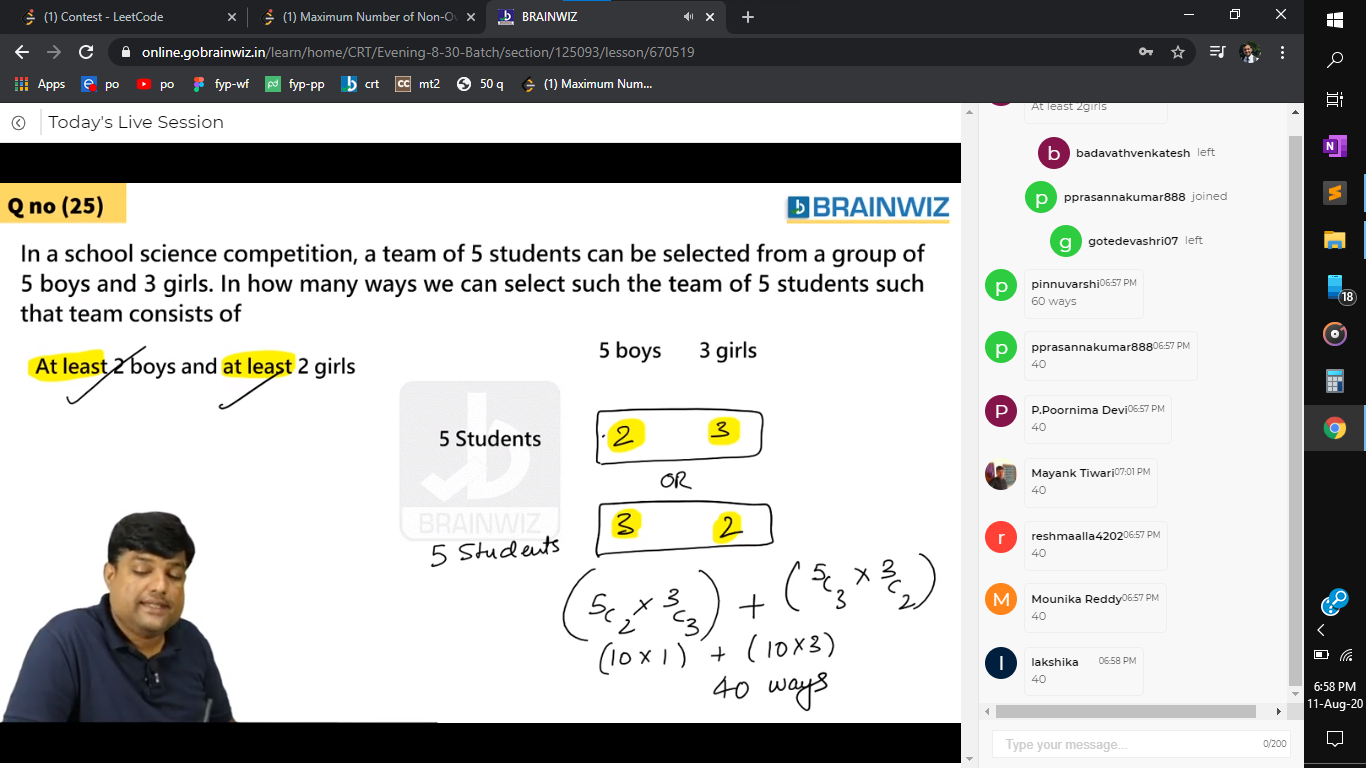 (1) Contest - LeetCode
(1) Maximum Number of Non-Ov
BRAINWIZ
online.gobrainwiz.in/learn/home/CRT/Evening-8-30-Batch/section/125093/lesson/670519
Apps po po fyp-wf fyp-pp crt mt2 50 q (1) Maximum Num...
Today's Live Session
Q no (25)
BRAINWIZ
In a school science competition, a team of 5 students can be selected from a group of
5 boys and 3 girls. In how many ways we can select such the team of 5 students such
that team consists of
At least 2 boys and at least 2 girls
5 boys 3 girls
5 Students
2 3
OR
BRAINWIZ
3 2
5 Students
(5c2 × 3c3) + (5c3 × 3c2)
(10 × 1) + (10 × 3)
40 ways
At least 2girls
b badavathvenkatesh left
p pprasannakumar888 joined
g gotedevashri07 left
p pinnuvarshi 06:57 PM
60 ways
p pprasannakumar888 06:57 PM
40
P P.Poornima Devi 06:57 PM
40
Mayank Tiwari 07:01 PM
40
r reshmaalla4202 06:57 PM
40
M Mounika Reddy 06:57 PM
40
l lakshika 06:58 PM
40
Type your message... 0/200
N
18
6:58 PM
11-Aug-20